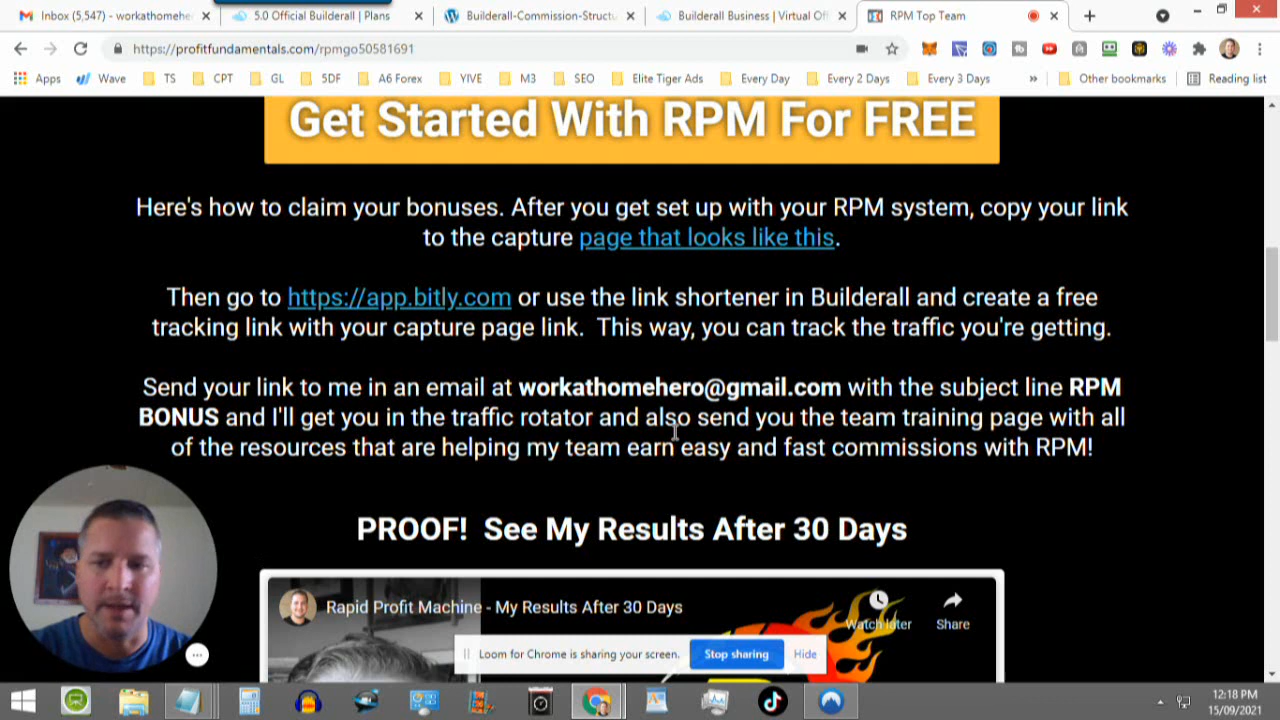 Inbox (5,547) - workathomehe
5.0 Official Builderall | Plans
Builderall-Commission-Structu
Builderall Business | Virtual Of
RPM Top Team
https://profitfundamentals.com/rpmgo50581691
Apps
Wave
TS
CPT
GL
5DF
A6 Forex
YIVE
M3
SEO
Elite Tiger Ads
Every Day
Every 2 Days
Every 3 Days
»
Other bookmarks
Reading list
Get Started With RPM For FREE
Here's how to claim your bonuses. After you get set up with your RPM system, copy your link
to the capture page that looks like this.
Then go to https://app.bitly.com or use the link shortener in Builderall and create a free
tracking link with your capture page link. This way, you can track the traffic you're getting.
Send your link to me in an email at workathomehero@gmail.com with the subject line RPM
BONUS and I'll get you in the traffic rotator and also send you the team training page with all
of the resources that are helping my team earn easy and fast commissions with RPM!
PROOF! See My Results After 30 Days
Rapid Profit Machine - My Results After 30 Days
Watch later
Share
Loom for Chrome is sharing your screen.
Stop sharing
Hide
12:18 PM
15/09/2021